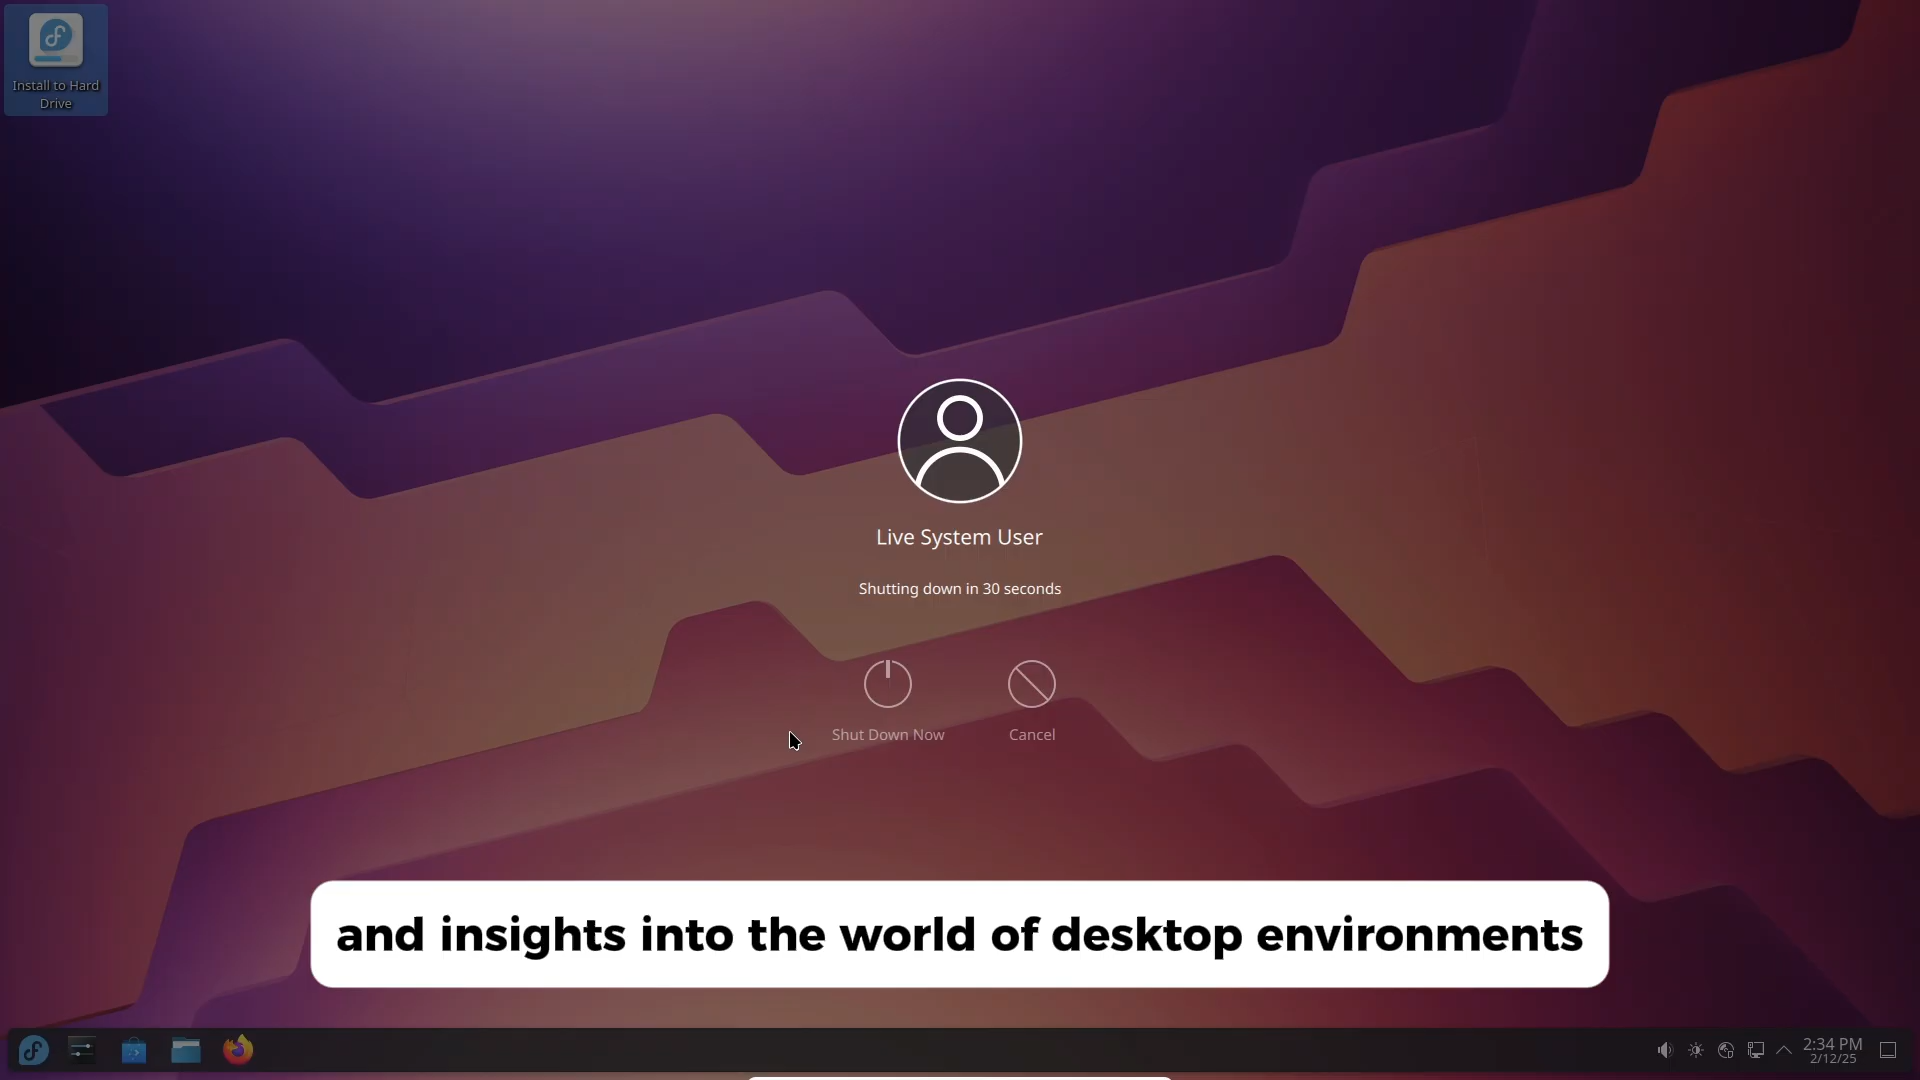 Install to Hard
Drive
Live System User
Shutting down in 30 seconds
Shut Down Now
Cancel
and insights into the world of desktop environments
2:34 PM
2/12/25